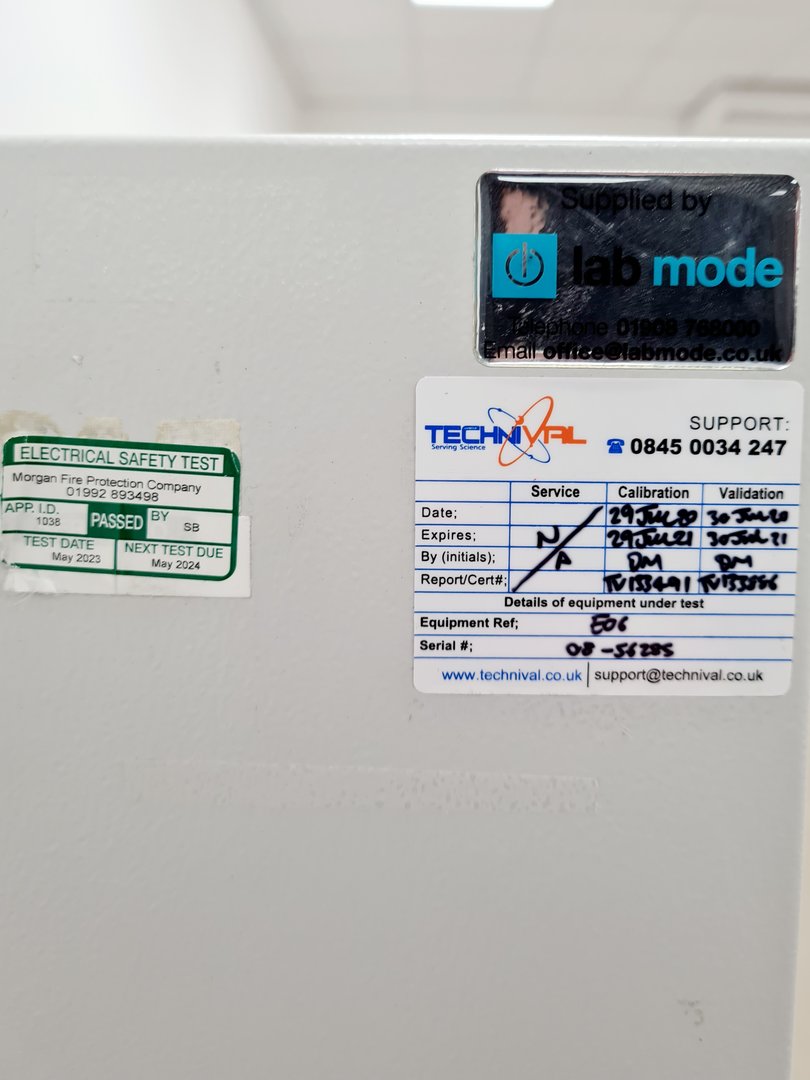 Supplied by
lab mode
Telephone 01909 768000
Email office@labmode.co.uk
TECHNIVAL
Serving Science
SUPPORT:
0845 0034 247
Service Calibration Validation
Date; 29 JUL 20 30 JUL 20
Expires; 29 JUL 21 30 JUL 21
By (initials); N/A DM DM
Report/Cert#; TV133491
Details of equipment under test
Equipment Ref; E06
Serial #; 08-56285
www.technival.co.uk support@technival.co.uk
ELECTRICAL SAFETY TEST
Morgan Fire Protection Company
01992 893498
APP. I.D. 1038 PASSED BY SB
TEST DATE NEXT TEST DUE
May 2023 May 2024